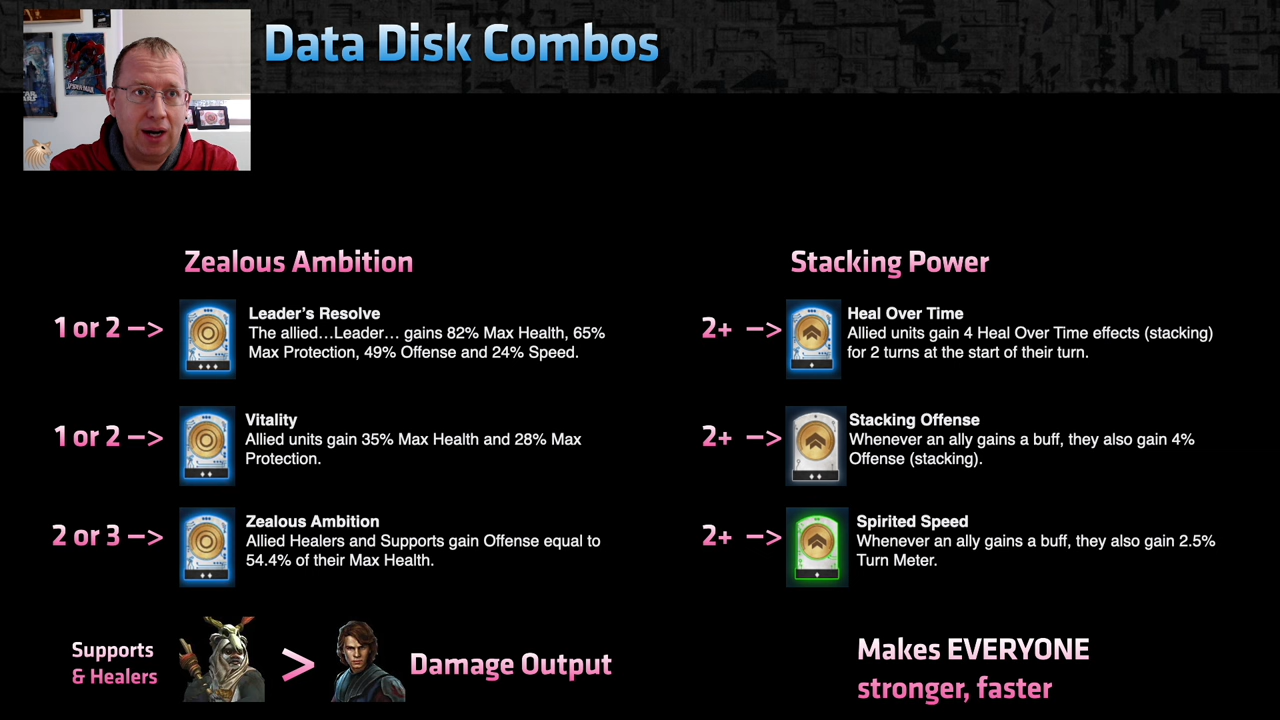 Data Disk Combos
Zealous Ambition
1 or 2 —>
Leader's Resolve
The allied…Leader… gains 82% Max Health, 65%
Max Protection, 49% Offense and 24% Speed.
1 or 2 —>
Vitality
Allied units gain 35% Max Health and 28% Max
Protection.
2 or 3 —>
Zealous Ambition
Allied Healers and Supports gain Offense equal to
54.4% of their Max Health.
Supports
& Healers
>
Damage Output
Stacking Power
2+ —>
Heal Over Time
Allied units gain 4 Heal Over Time effects (stacking)
for 2 turns at the start of their turn.
2+ —>
Stacking Offense
Whenever an ally gains a buff, they also gain 4%
Offense (stacking).
2+ —>
Spirited Speed
Whenever an ally gains a buff, they also gain 2.5%
Turn Meter.
Makes EVERYONE
stronger, faster